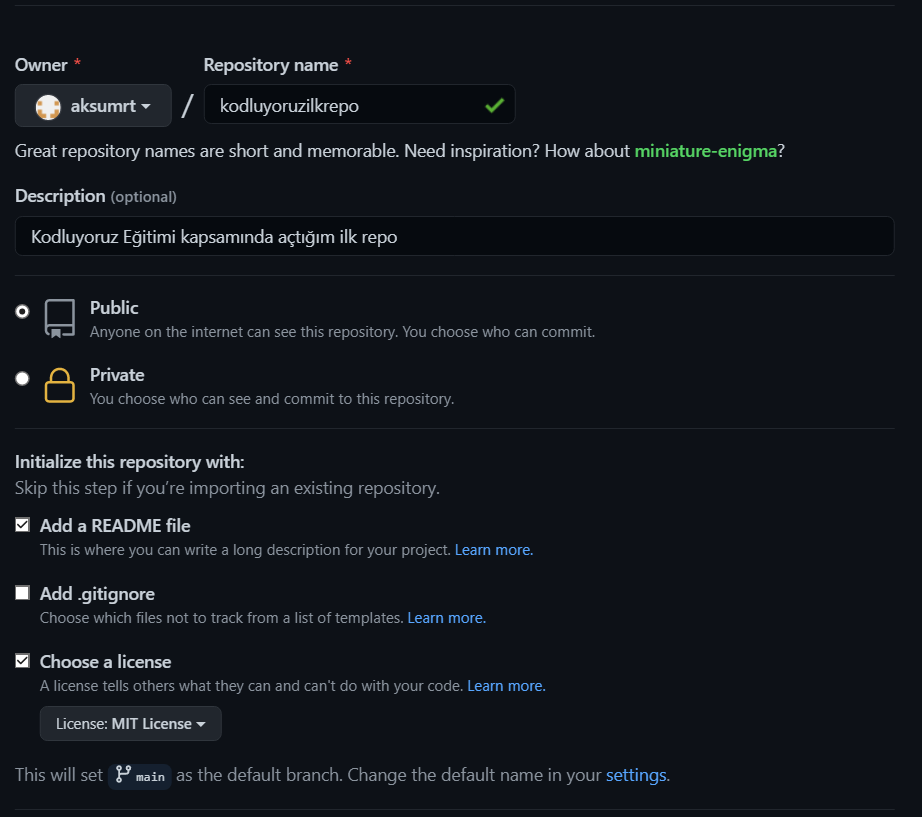 Owner * Repository name *
aksumrt / kodluyoruzilkrepo
Great repository names are short and memorable. Need inspiration? How about miniature-enigma?
Description (optional)
Kodluyoruz Eğitimi kapsamında açtığım ilk repo
Public
Anyone on the internet can see this repository. You choose who can commit.
Private
You choose who can see and commit to this repository.
Initialize this repository with:
Skip this step if you’re importing an existing repository.
Add a README file
This is where you can write a long description for your project. Learn more.
Add .gitignore
Choose which files not to track from a list of templates. Learn more.
Choose a license
A license tells others what they can and can't do with your code. Learn more.
License: MIT License
This will set main as the default branch. Change the default name in your settings.